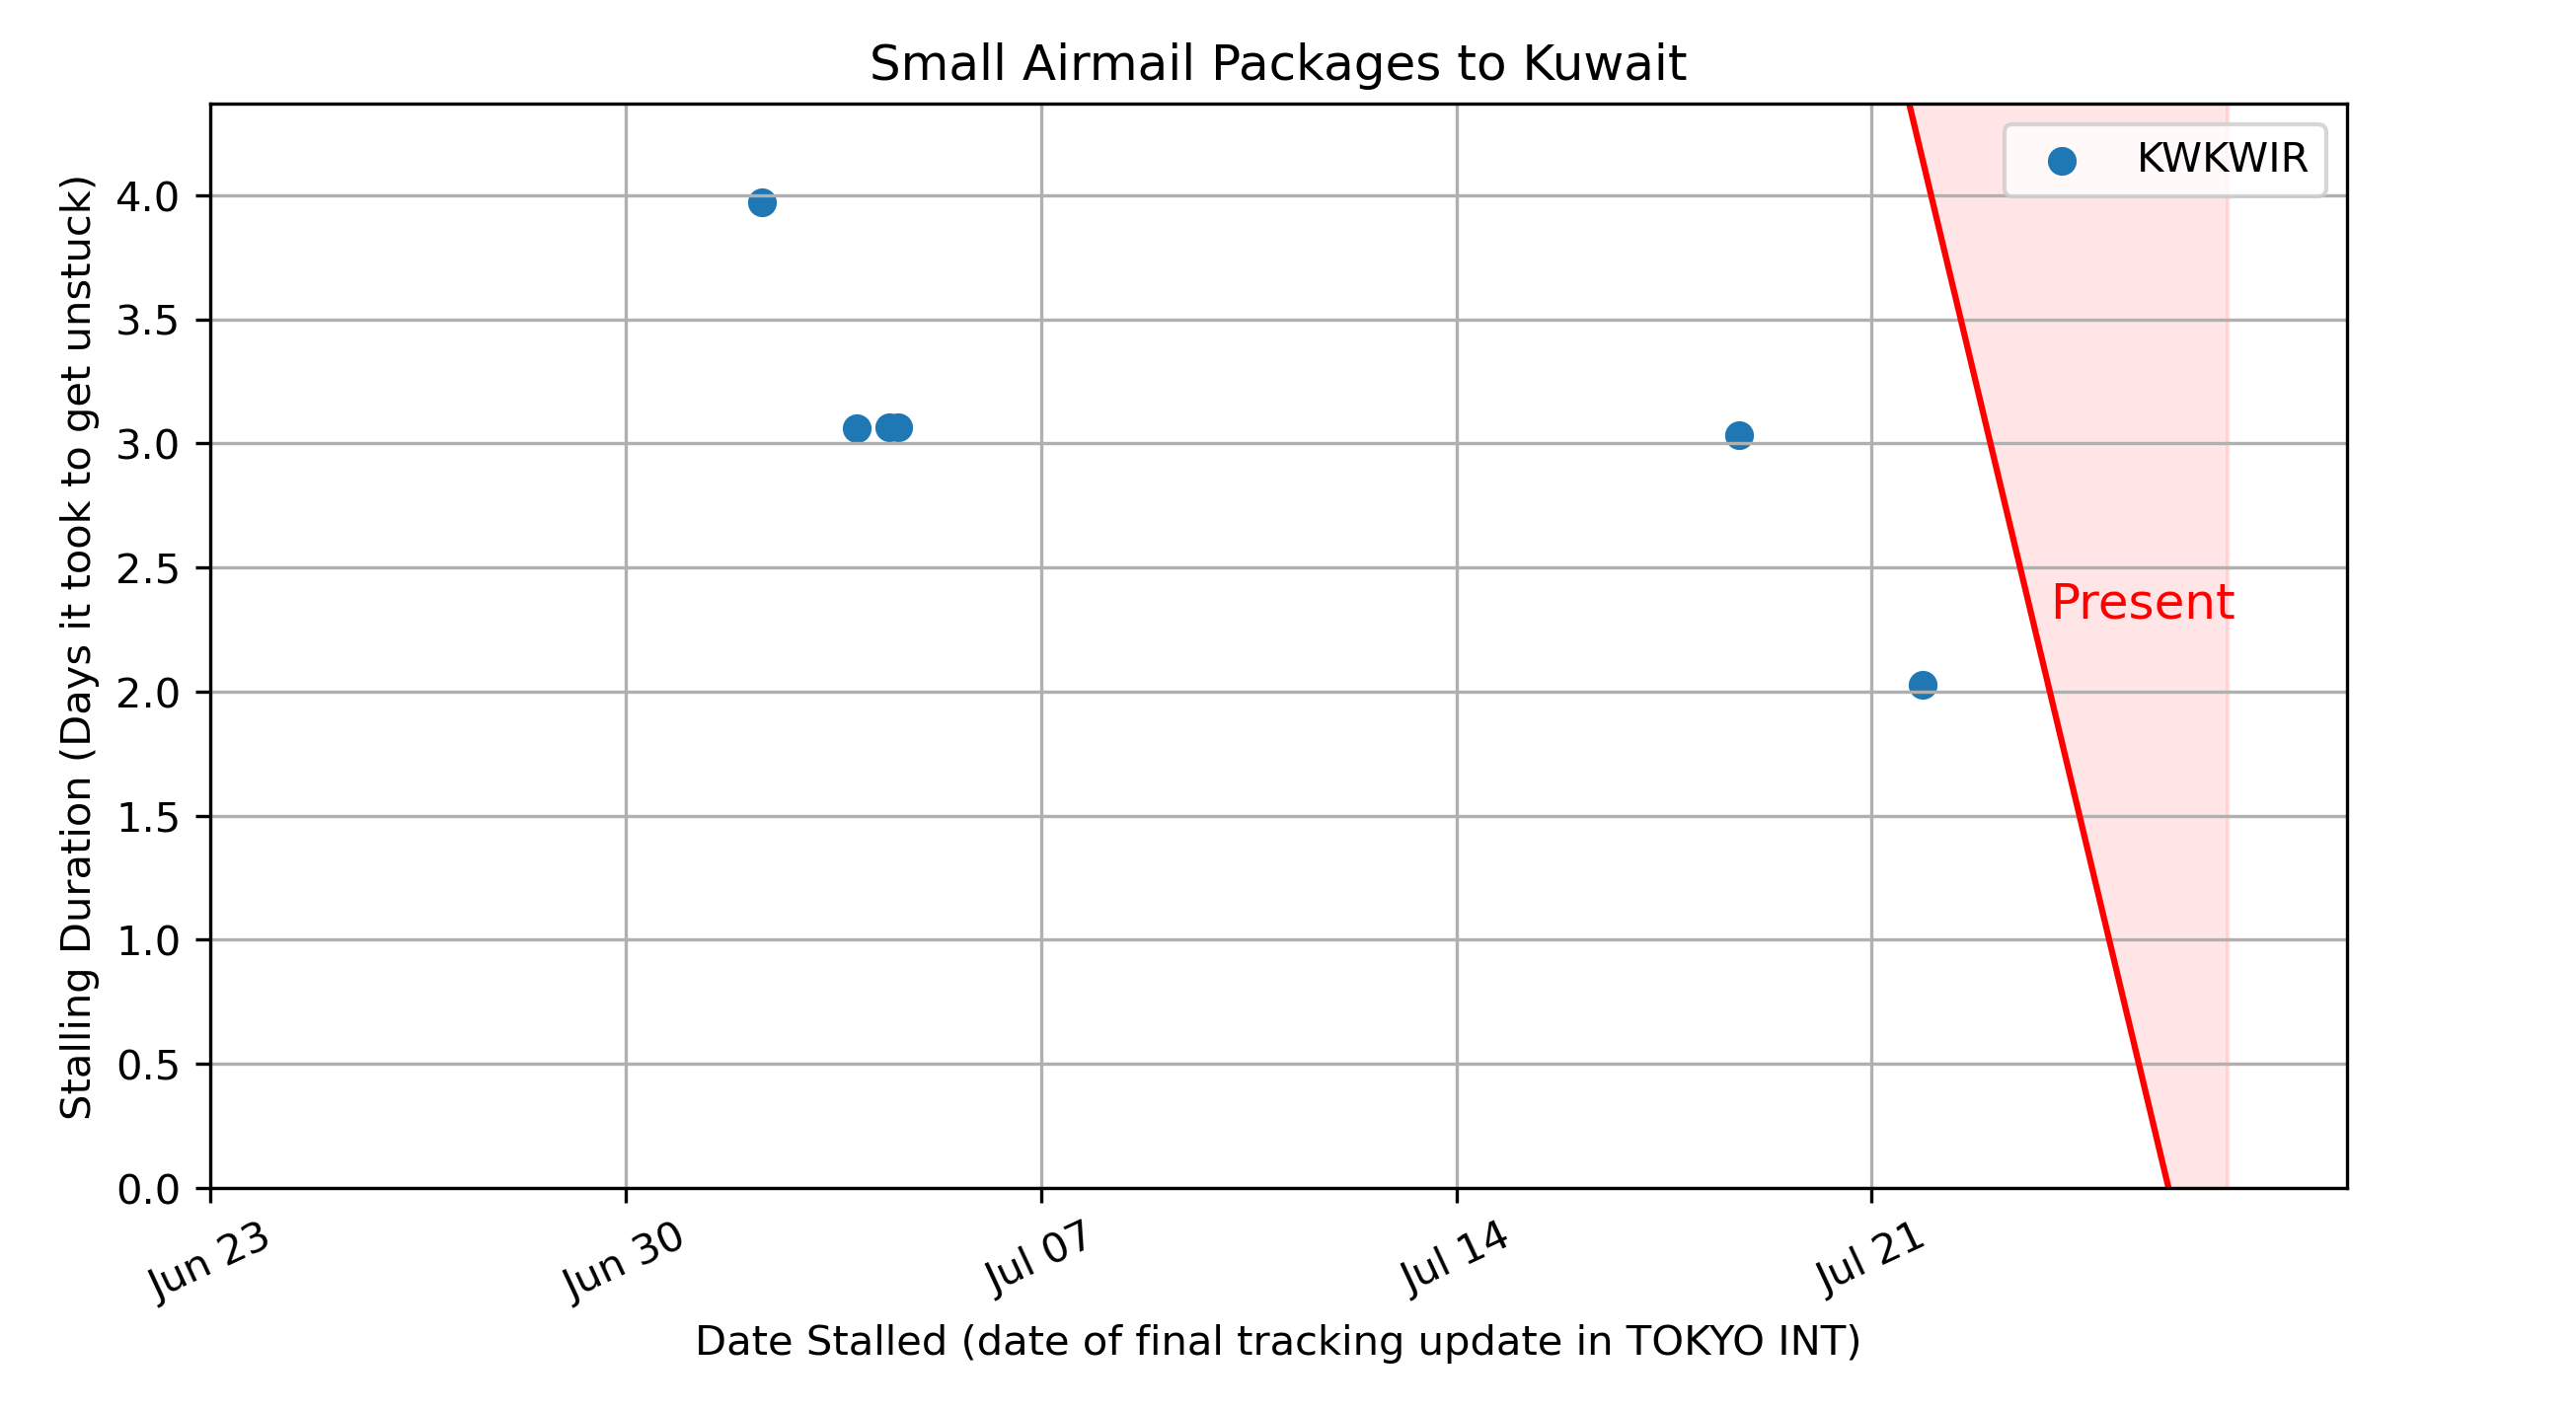 Small Airmail Packages to Kuwait
KWKWIR
Stalling Duration (Days it took to get unstuck)
4.0
3.5
3.0
2.5
2.0
1.5
1.0
0.5
0.0
Present
Jun 23
Jun 30
Jul 07
Jul 14
Jul 21
Date Stalled (date of final tracking update in TOKYO INT)